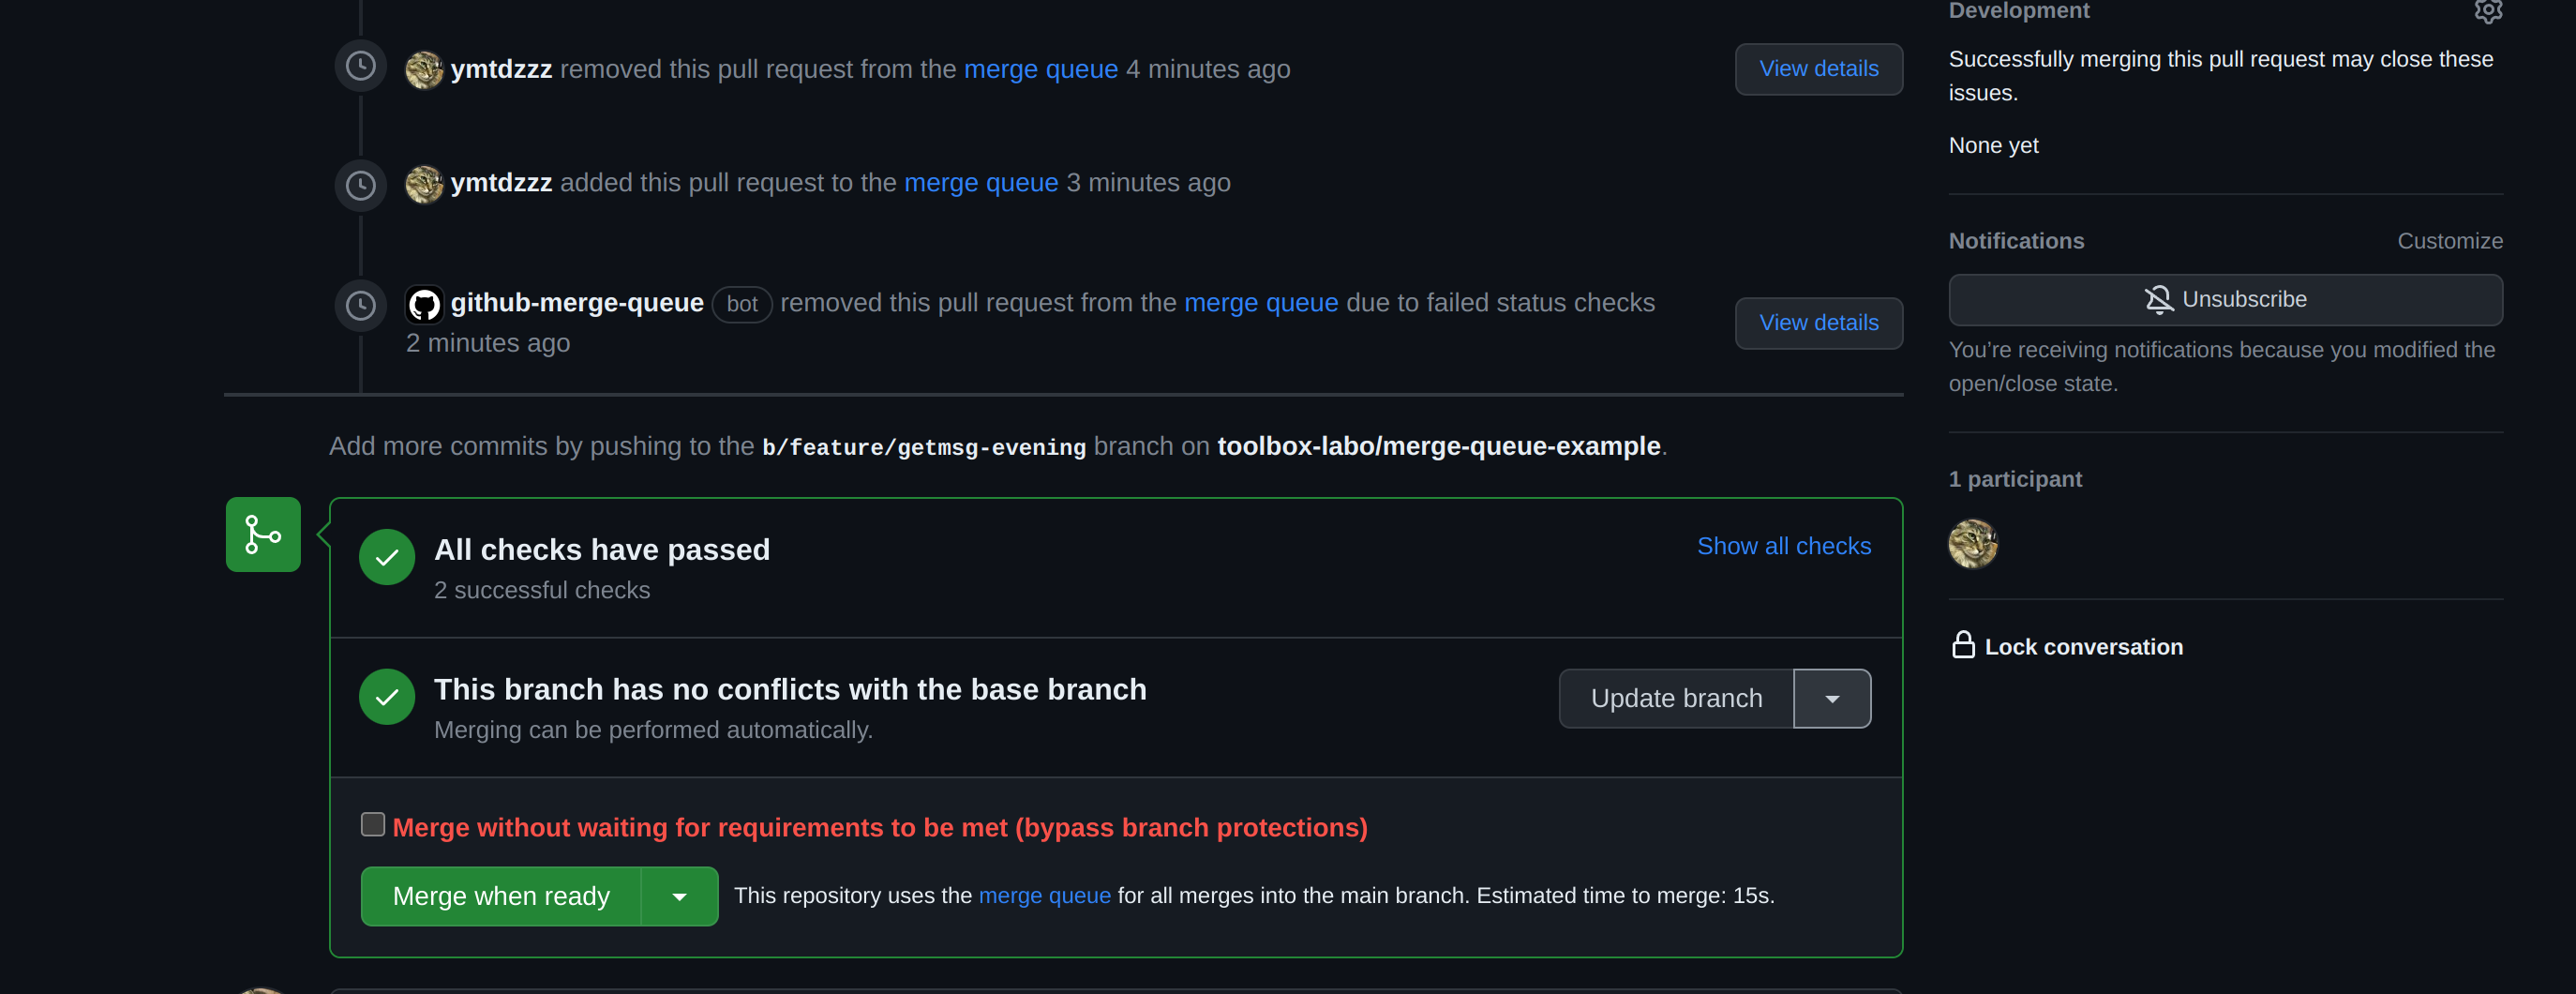 ymtdzzz removed this pull request from the merge queue 4 minutes ago
View details
ymtdzzz added this pull request to the merge queue 3 minutes ago
github-merge-queue bot removed this pull request from the merge queue due to failed status checks
2 minutes ago
View details
Add more commits by pushing to the b/feature/getmsg-evening branch on toolbox-labo/merge-queue-example.
All checks have passed
2 successful checks
Show all checks
This branch has no conflicts with the base branch
Merging can be performed automatically.
Update branch
Merge without waiting for requirements to be met (bypass branch protections)
Merge when ready
This repository uses the merge queue for all merges into the main branch. Estimated time to merge: 15s.
Development
Successfully merging this pull request may close these
issues.
None yet
Notifications
Customize
Unsubscribe
You’re receiving notifications because you modified the
open/close state.
1 participant
Lock conversation